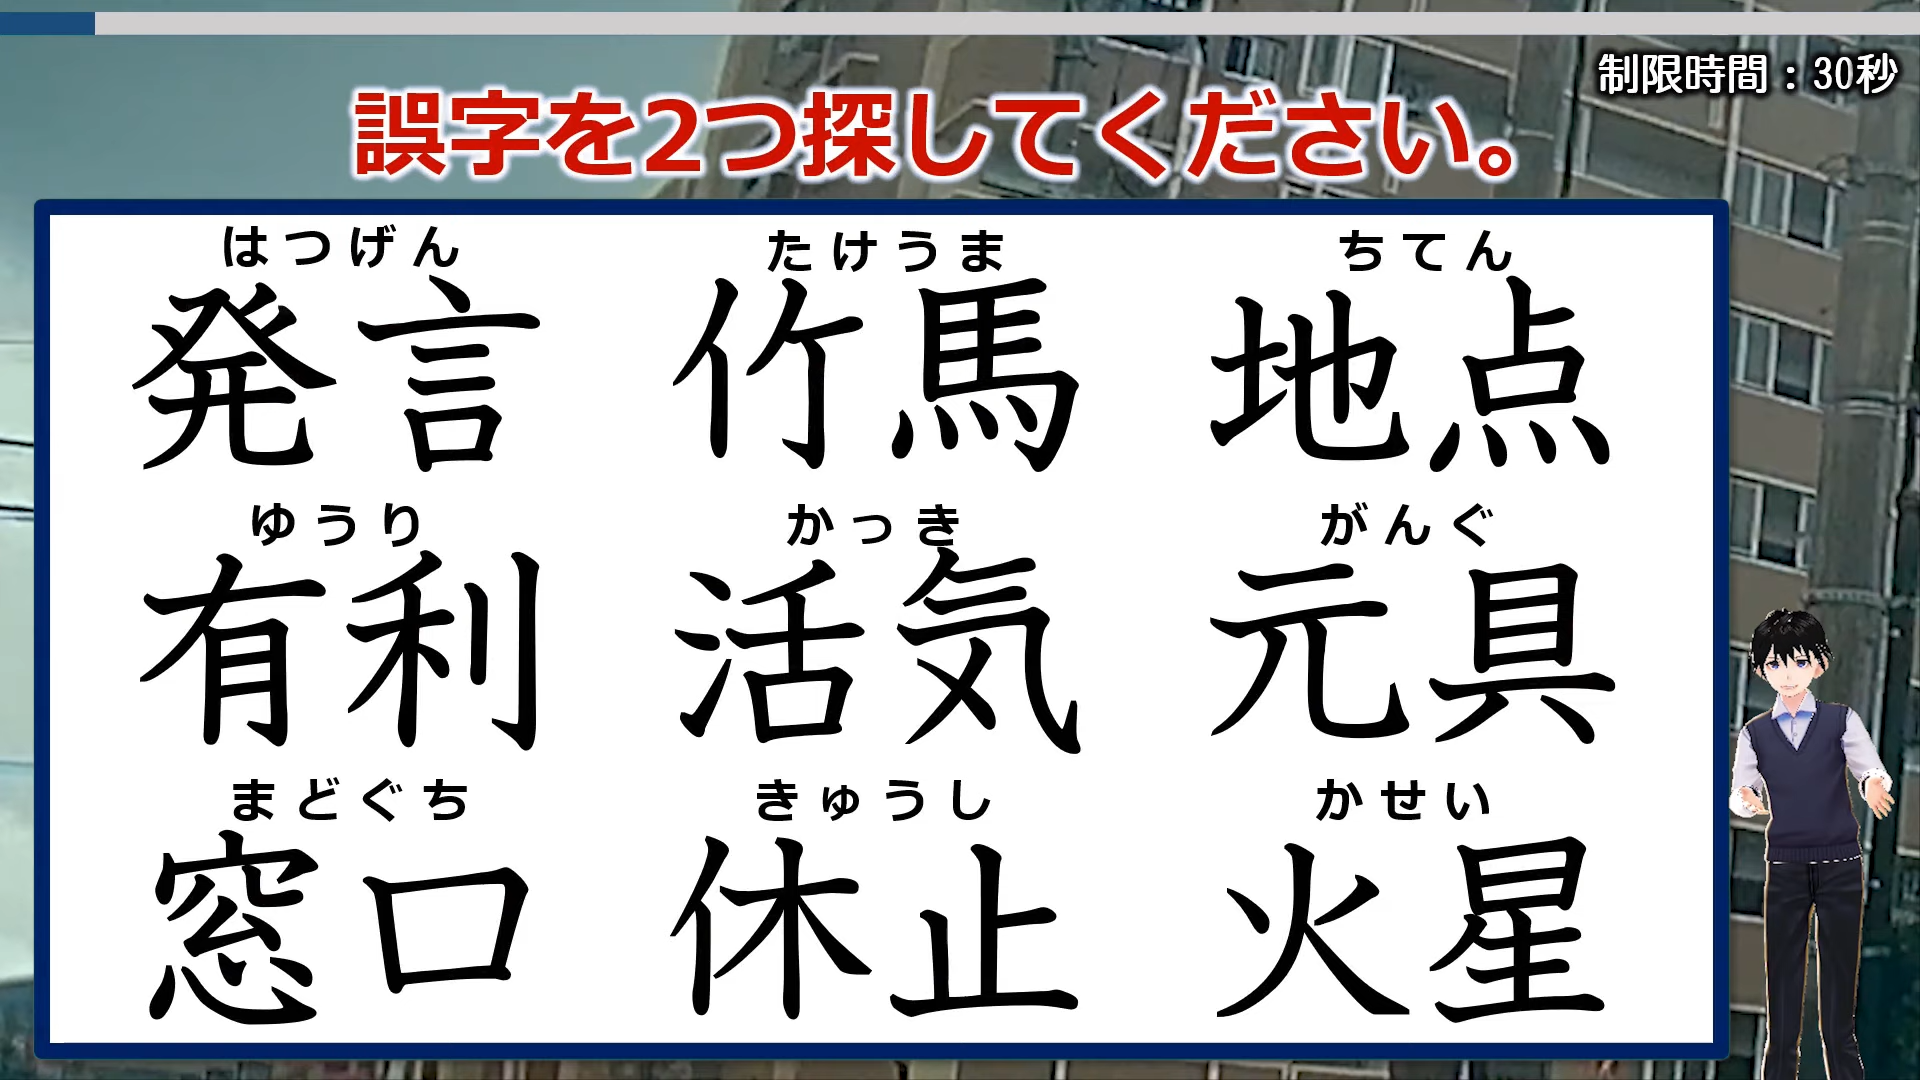 制限時間：30秒
誤字を2つ探してください。
はつげん たけうま ちてん
発言 竹馬 地点
ゆうり かっき がんぐ
有利 活気 元具
まどぐち きゅうし かせい
窓口 休止 火星